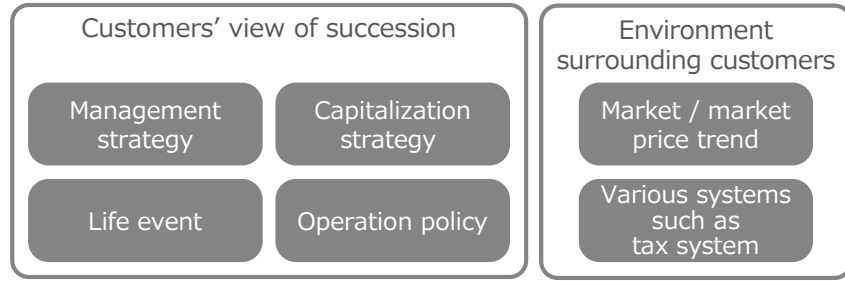 Customers’ view of succession
Management
strategy
Capitalization
strategy
Life event
Operation policy
Environment
surrounding customers
Market / market
price trend
Various systems
such as
tax system